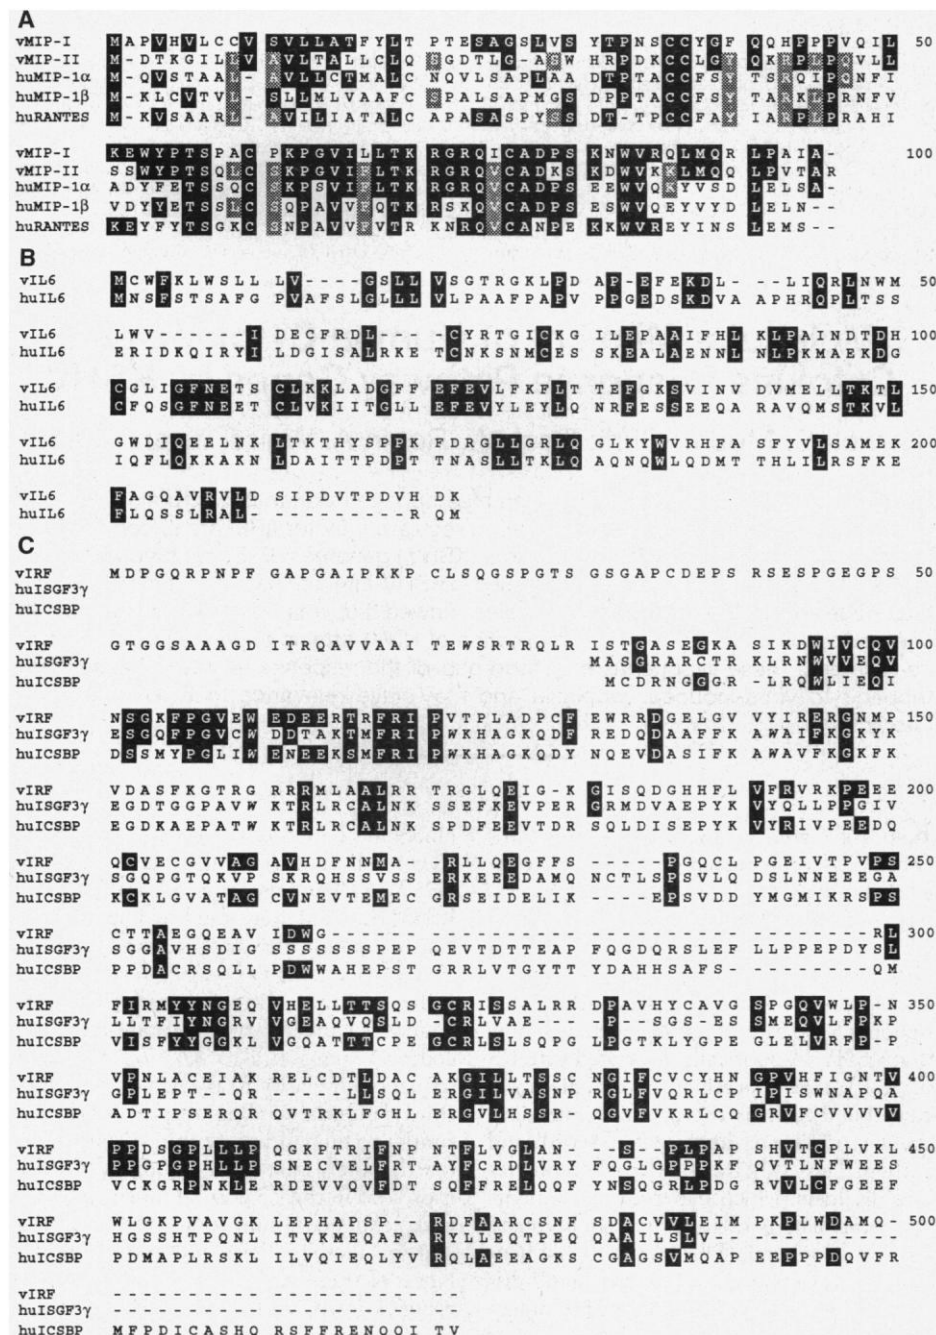 A
vMIP-I MAPVHVLCCV SVLLATFYLT PTESAGSLVS YTPNSCCYGF QQHPPPVQIL 50
vMIP-II M-DTKGILLV AVLTALLCLQ SGDTLG-ASW HRPDKCCLGY QKRPLPQVLL
huMIP-1α M-QVSTAAL- AVLLCTMALC NQVLSAPLAA DTPTACCFSY TSRQIPQNFI
huMIP-1β M-KLCVTVL- SLLMLVAAFC SPALSAPMGS DPPTACCFSY TARKLPRNFV
huRANTES M-KVSAARL- AVILIATALC APASASPYSS DT-TPCCFAY IARPLPRAHI
vMIP-I KEWYPTSPAC PKPGVILLTK RGRQICADPS KNWVRQLMQR LPAIA- 100
vMIP-II SSWYPTSQLC SKPGVIFLTK RGRQVCADKS KDWVKKLMQQ LPVTAR
huMIP-1α ADYFETSSQC SKPSVIFLTK RGRQVCADPS EEWVQKYVSD LELSA-
huMIP-1β VDYYETSSLC SQPAVVFQTK RSKQVCADPS ESWVQEYVYD LELN--
huRANTES KEYFYTSGKC SNPAVVFVTR KNRQVCANPE KKWVREYINS LEMS--
B
vIL6 MCWFKLWSLL LV----GSLL VSGTRGKLPD AP-EFEKDL- -LIQRLNWM 50
huIL6 MNSFSTSAFG PVAFSLGLLL VLPAAFPAPV PPGEDSKDVA APHRQPLTSS
vIL6 LWV------I DECFRDL--- -CYRTGICKG ILEPAAIFHL KLPAINDTDH 100
huIL6 ERIDKQIRYI LDGISALRKE TCNKSNMCES SKEALAENNL NLPKMAEKDG
vIL6 CGLIGFNETS CLKKLADGFF EFEVLFKFLT TEFGKSVINV DVMELLTKTL 150
huIL6 CFQSGFNEET CLVKIITGLL EFEVYLEYLQ NRFESSEEQA RAVQMSTKVL
vIL6 GWDIQEELNK LTKTHYSPPK FDRGLLGRLQ GLKYWVRHFA SFYVLSAMEK 200
huIL6 IQFLQKKAKN LDAITTPDPT TNASLLTKLQ AQNQWLQDMT THLILRSFKE
vIL6 FAGQAVRVLD SIPDVTPDVH DK
huIL6 FLQSSLRAL- ---------R QM
C
vIRF MDPGQRPNPF GAPGAIPKKP CLSQGSPGTS GSGAPCDEPS RSESPGEGPS 50
huISGF3γ
huICSBP
vIRF GTGGSAAAGD ITRQAVVAAI TEWSRTRQLR ISTGASEGKA SIKDWIVCQV 100
huISGF3γ MASGRARCTR KLRNWVVEQV
huICSBP MCDRNGGGR LRQWLIEQI
vIRF NSGKFPGVEW EDEERTRFRI PVTPLADPCF EWRRDGELGV VYIRERGNMP 150
huISGF3γ ESGQFPGVCW DDTAKTMFRI PWKHAGKQDF REDQDAAFFK AWAIFKGKYK
huICSBP DSSMYPGLIW ENEEKSMFRI PWKHAGKQDY NQEVDASIFK AWAVFKGKFK
vIRF VDASFKGTRG RRRMLAALRR TRGLQEIG-K GISQDGHHFL VFRVRKPEEE 200
huISGF3γ EGDTGGPAVW KTRLRCALNK SSEFKEVPER GRMDVAEPYK VYQLLPPGIV
huICSBP EGDKAEPATW KTRLRCALNK SPDFEEVTDR SQLDISEPYK VYRIVPEEDQ
vIRF QCVECGVVAG AVHDFNNMA- -RLLQEGFFS -----PGQCL PGEIVTPVPS 250
huISGF3γ SGQPGTQKVP SKRQHSSVSS ERKEEEDAMQ NCTLSPSVLQ DSLNNEEEGA
huICSBP KCKLGVATAG CVNEVTEMEC GRSEIDELIK -----EPSVD DYMGMIKRSPS
vIRF CTTAEGQEAV IDWG------ ---------- ---------- --------RL 300
huISGF3γ SGGAVHSDIG SSSSSSSPEP QEVTDTTEAP FQGDQRSLEF LLPPEPDYSL
huICSBP PPDACRSQLL PDWWAHEPST GRRLVTGYTT YDAHHSAFS- --------QM
vIRF FIRMYYNGEQ VHELLTTSQS GCRISSALRR DPAVHYCAVG SPGQVWLP-N 350
huISGF3γ LLTFIYNGRV VGEAQVQSLD -CRLVAE--- -P---SGS-ES SMEQVLFPKP
huICSBP VISFYYGGKL VGQATTTCPE GCRLSLSQPG LPGTKLYGPE GLELVRFP-P
vIRF VPNLACEIAK RELCDTLDAC AKGILLTSSC NGIFCVCYHN GPVHFIGNTV 400
huISGF3γ GPLEPT--QR ----LLSQLE RGILVASNP RGLFVQRLCP IPISWNAPQA
huICSBP ADTIPSERQR QVTRKLFGHL ERGVLHSSR- QGVFVKRLCQ GRVFCVVVVV
vIRF PPDSGPLLLP QGKPTRIFNP NTFLVGLAN- --S--PLPAP SHVTCPLVKL 450
huISGF3γ PPGPGPHLLP SNECVELFRT AYFCRDLVRY FQGLGPPPKF QVTLNFWEES
huICSBP VCKGRPNKLE RDEVVQVFDT SQFFRELQQF YNSQGRLPDG RVVLCFGEEF
vIRF WLGKPVAVGK LEPHAPSP-- RDFAARCSNF SDACVVLEIM PKPLWDAMQ- 500
huISGF3γ HGSSHTPQNL ITVKMEQAFA RYLLEQTPEQ QAAILSLV-- ----------
huICSBP PDMAPLRSKL ILVQIEQLYV RQLAEEAGKS CGAGSVMQAP EEPPPDQVFR
vIRF ---------- ---------- --
huISGF3γ ---------- ---------- --
huICSBP MFPDICASHQ RSFFRENQQI TV